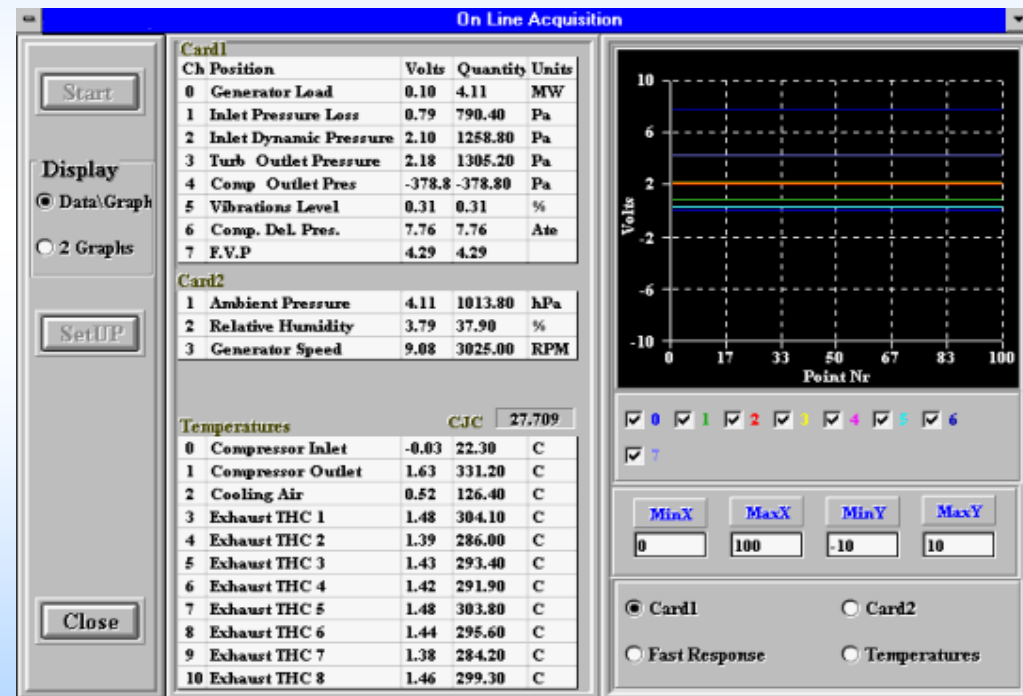 On Line Acquisition
Start
Display
Data\Graph
2 Graphs
SetUP
Close
Card1
Ch Position Volts Quantity Units
0 Generator Load 0.10 4.11 MW
1 Inlet Pressure Loss 0.79 790.40 Pa
2 Inlet Dynamic Pressure 2.10 1258.80 Pa
3 Turb Outlet Pressure 2.18 1305.20 Pa
4 Comp Outlet Pres -378.8 -378.80 Pa
5 Vibrations Level 0.31 0.31 %
6 Comp. Del. Pres. 7.76 7.76 Ate
7 F.V.P 4.29 4.29
Card2
1 Ambient Pressure 4.11 1013.80 hPa
2 Relative Humidity 3.79 37.90 %
3 Generator Speed 9.08 3025.00 RPM
Temperatures CJC 27.709
0 Compressor Inlet -0.03 22.30 C
1 Compressor Outlet 1.63 331.20 C
2 Cooling Air 0.52 126.40 C
3 Exhaust THC 1 1.48 304.10 C
4 Exhaust THC 2 1.39 286.00 C
5 Exhaust THC 3 1.43 293.40 C
6 Exhaust THC 4 1.42 291.90 C
7 Exhaust THC 5 1.48 303.80 C
8 Exhaust THC 6 1.44 295.60 C
9 Exhaust THC 7 1.38 284.20 C
10 Exhaust THC 8 1.46 299.30 C
10
6
2
-2
-6
-10
Volts
0 17 33 50 67 83 100
Point Nr
0 1 2 3 4 5 6
7
MinX MaxX MinY MaxY
0 100 -10 10
Card1 Card2
Fast Response Temperatures